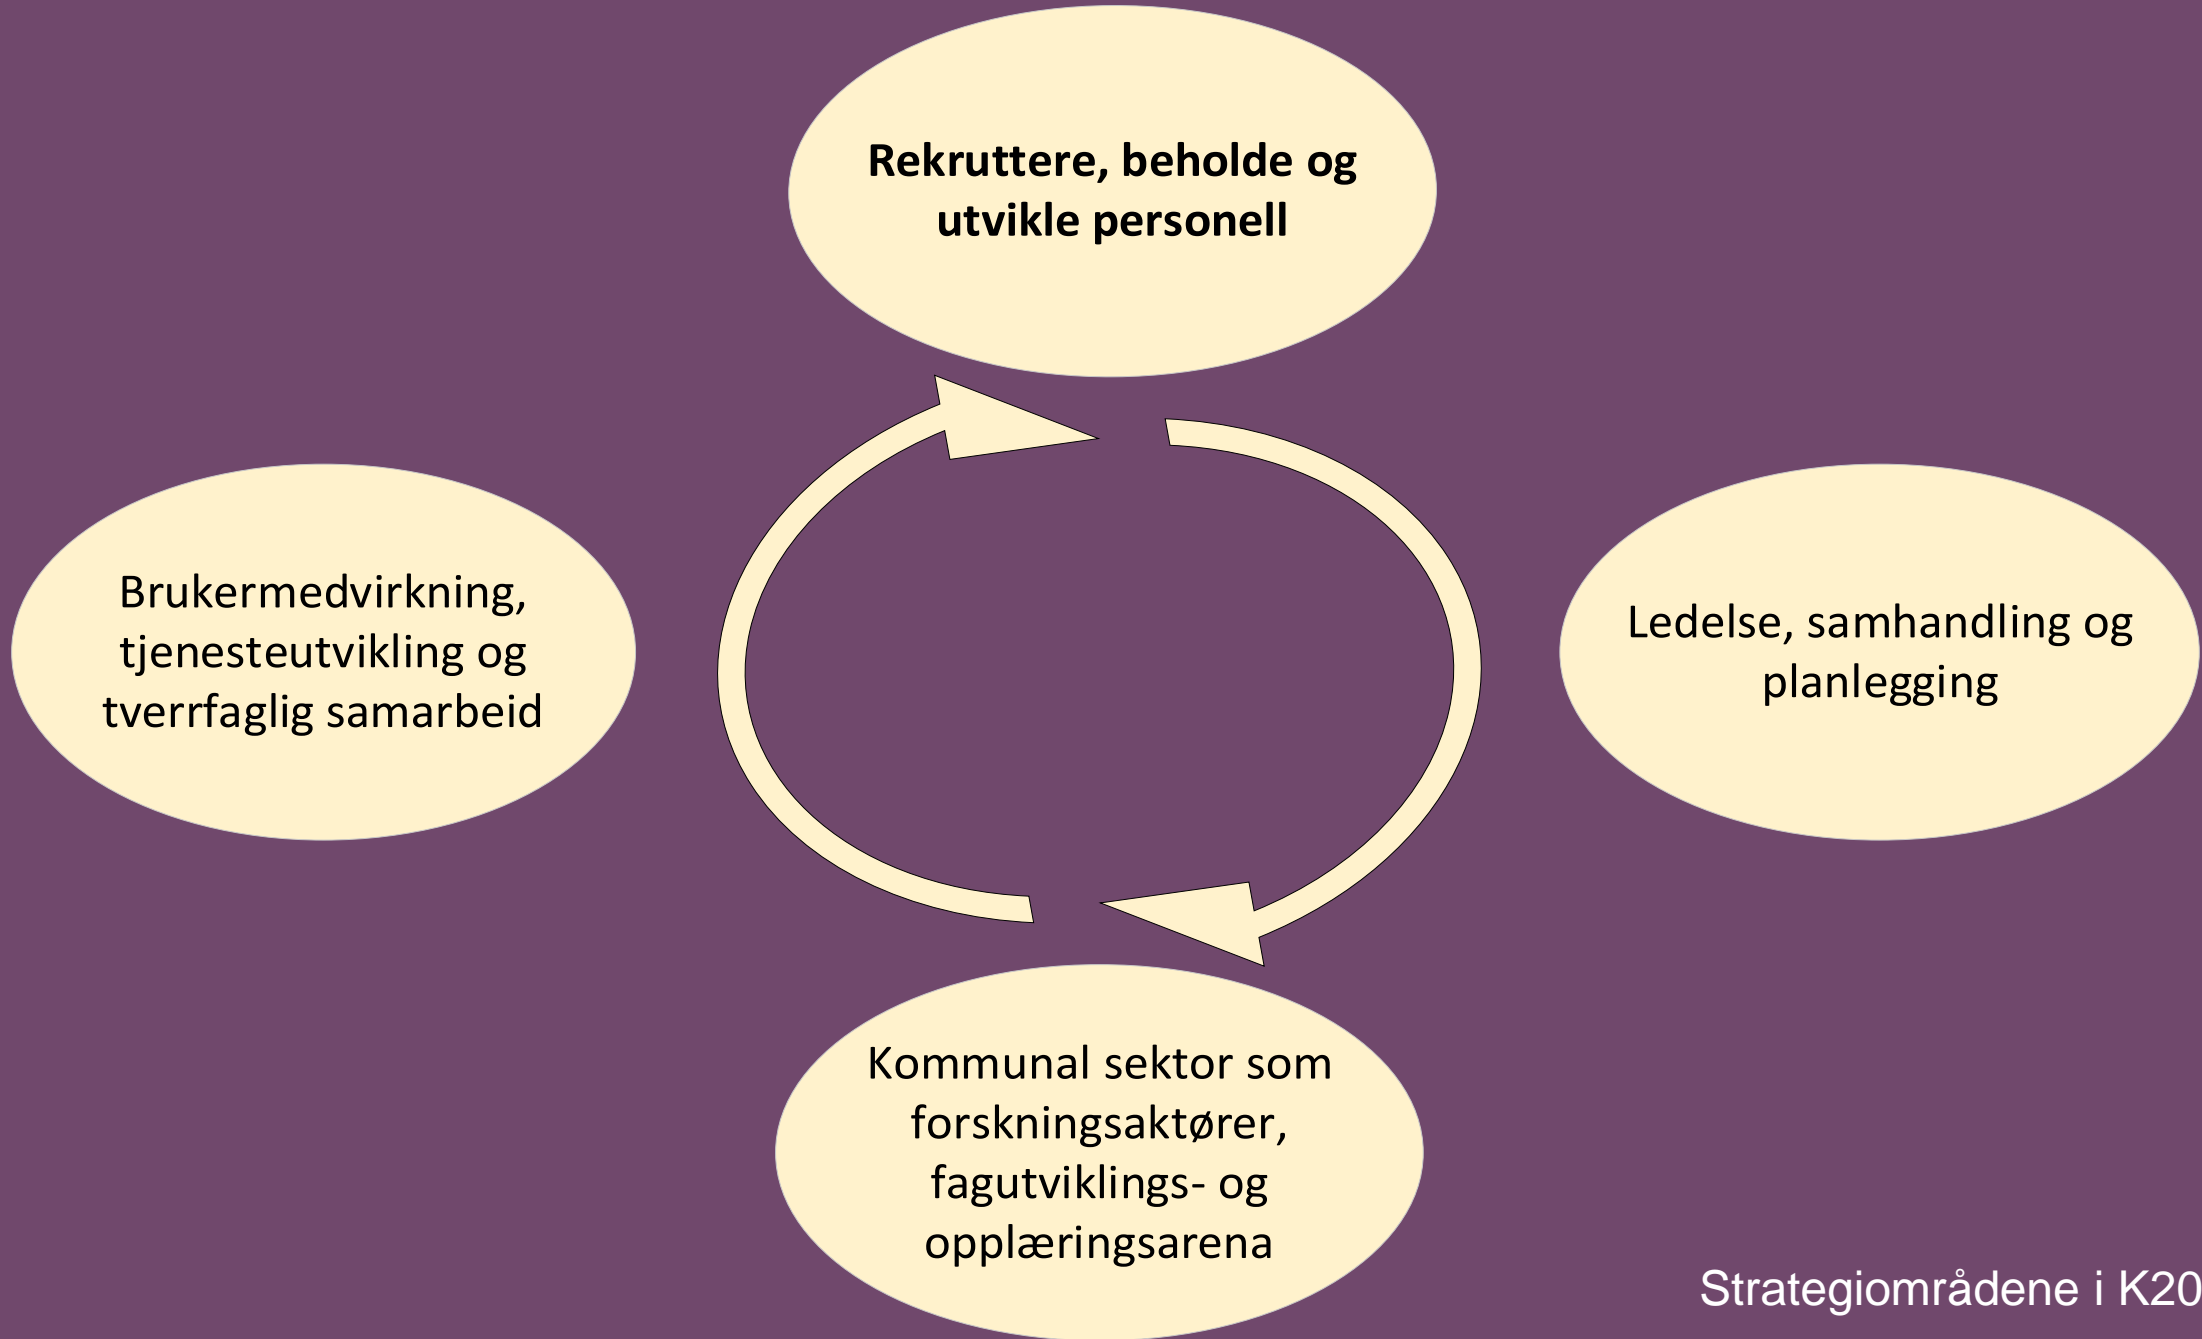 Rekruttere, beholde og
utvikle personell
Brukermedvirkning,
tjenesteutvikling og
tverrfaglig samarbeid
Ledelse, samhandling og
planlegging
Kommunal sektor som
forskningsaktører,
fagutviklings- og
opplæringsarena
Strategiområdene i K20